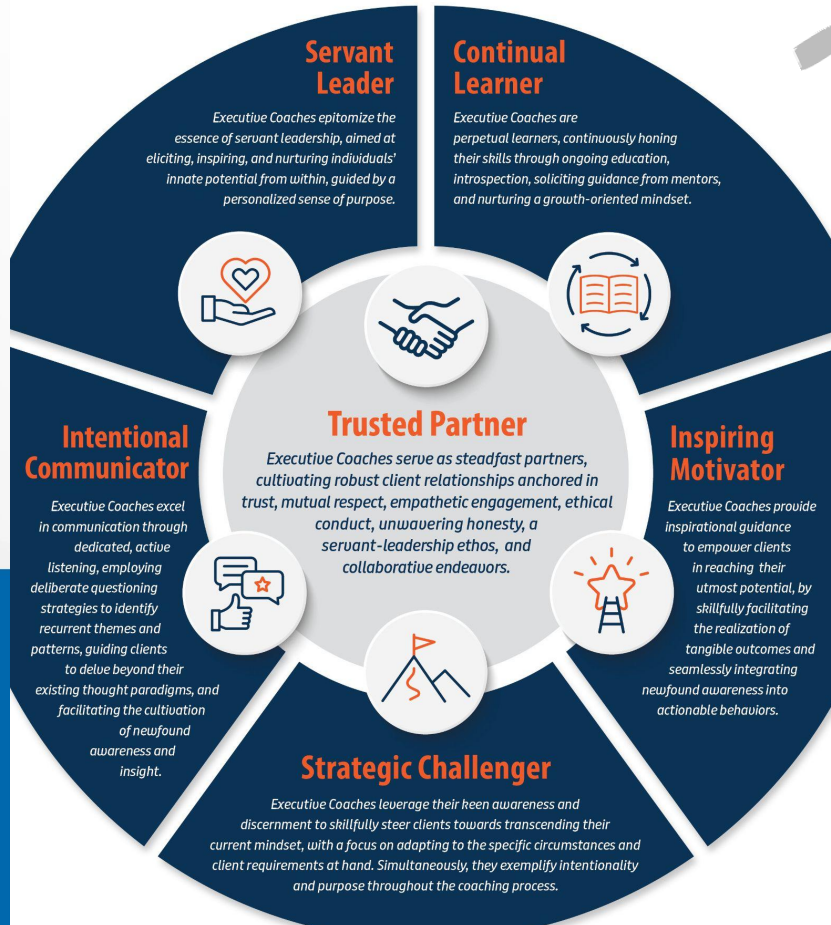 Servant
Leader
Executive Coaches epitomize the
essence of servant leadership, aimed at
eliciting, inspiring, and nurturing individuals'
innate potential from within, guided by a
personalized sense of purpose.
Continual
Learner
Executive Coaches are
perpetual learners, continuously honing
their skills through ongoing education,
introspection, soliciting guidance from mentors,
and nurturing a growth-oriented mindset.
Trusted Partner
Executive Coaches serve as steadfast partners,
cultivating robust client relationships anchored in
trust, mutual respect, empathetic engagement, ethical
conduct, unwavering honesty, a
servant-leadership ethos, and
collaborative endeavors.
Intentional
Communicator
Executive Coaches excel
in communication through
dedicated, active
listening, employing
deliberate questioning
strategies to identify
recurrent themes and
patterns, guiding clients
to delve beyond their
existing thought paradigms, and
facilitating the cultivation
of newfound
awareness and
insight.
Inspiring
Motivator
Executive Coaches provide
inspirational guidance
to empower clients
in reaching their
utmost potential, by
skillfully facilitating
the realization of
tangible outcomes and
seamlessly integrating
newfound awareness into
actionable behaviors.
Strategic Challenger
Executive Coaches leverage their keen awareness and
discernment to skillfully steer clients towards transcending their
current mindset, with a focus on adapting to the specific circumstances and
client requirements at hand. Simultaneously, they exemplify intentionality
and purpose throughout the coaching process.